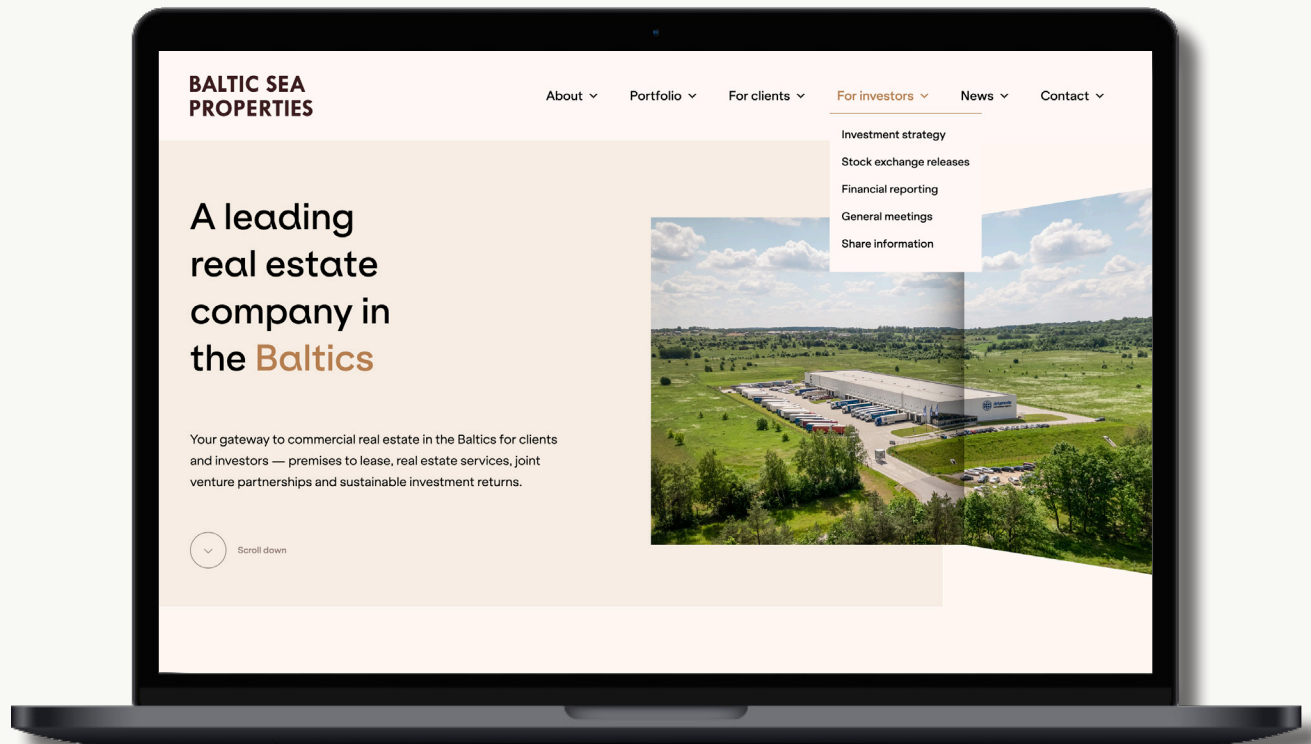 BALTIC SEA
PROPERTIES
About
Portfolio
For clients
For investors
News
Contact
Investment strategy
Stock exchange releases
Financial reporting
General meetings
Share information
A leading
real estate
company in
the Baltics
Your gateway to commercial real estate in the Baltics for clients
and investors — premises to lease, real estate services, joint
venture partnerships and sustainable investment returns.
Scroll down